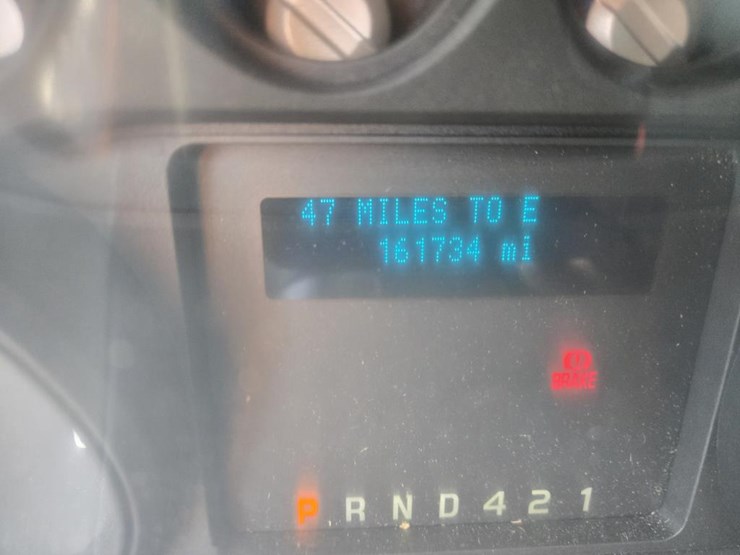 47 MILES TO E
161734 mi
BRAKE
P R N D 4 2 1